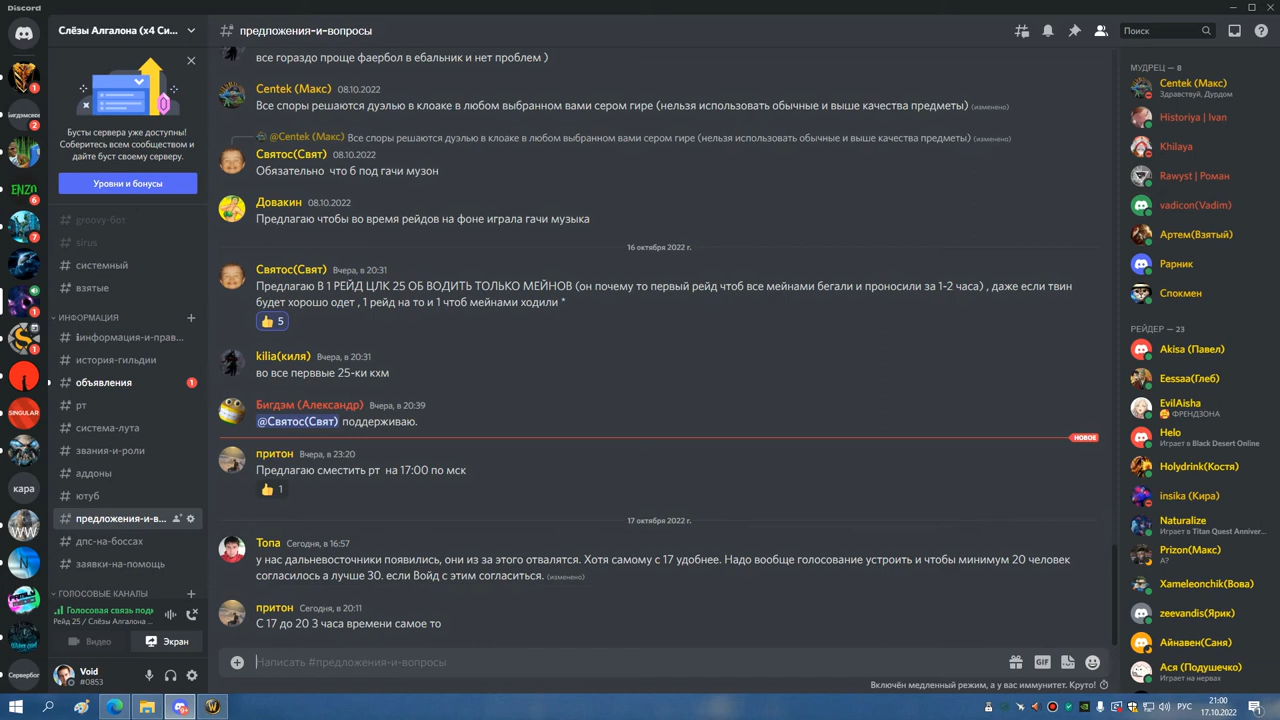 Discord
Слёзы Алгалона (x4 Си...
предложения-и-вопросы
Поиск
Бусты сервера уже доступны!
Соберитесь всем сообществом и
дайте буст своему серверу.
Уровни и бонусы
groovy-бот
sirus
системный
взятые
ИНФОРМАЦИЯ
информация-и-прав...
история-гильдии
объявления
1
рт
система-лута
звания-и-роли
аддоны
ютуб
предложения-и-в...
дпс-на-боссах
заявки-на-помощь
ГОЛОСОВЫЕ КАНАЛЫ
Голосовая связь подк
Рейд 25 / Слёзы Алгалона ...
Видео
Экран
Void
#0853
1
2
ENZO
6
7
1
1
SINGULAR
кара
WW
Сервербог
все гораздо проще фаербол в ебальник и нет проблем )
Centek (Макс) 08.10.2022
Все споры решаются дуэлью в клоаке в любом выбранном вами сером гире (нельзя использовать обычные и выше качества предметы) (изменено)
@Centek (Макс) Все споры решаются дуэлью в клоаке в любом выбранном вами сером гире (нельзя использовать обычные и выше качества предметы) (изменено)
Святос(Свят) 08.10.2022
Обязательно что б под гачи музон
Довакин 08.10.2022
Предлагаю чтобы во время рейдов на фоне играла гачи музыка
16 октября 2022 г.
Святос(Свят) Вчера, в 20:31
Предлагаю В 1 РЕЙД ЦЛК 25 ОБ ВОДИТЬ ТОЛЬКО МЕЙНОВ (он почему то первый рейд чтоб все мейнами бегали и проносили за 1-2 часа) , даже если твин
будет хорошо одет , 1 рейд на то и 1 чтоб мейнами ходили *
5
kilia(киля) Вчера, в 20:31
во все перввые 25-ки кхм
Бигдэм (Александр) Вчера, в 20:39
@Святос(Свят) поддерживаю.
НОВОЕ
притон Вчера, в 23:20
Предлагаю сместить рт на 17:00 по мск
1
17 октября 2022 г.
Топа Сегодня, в 16:57
у нас дальневосточники появились, они из за этого отвалятся. Хотя самому с 17 удобнее. Надо вообще голосование устроить и чтобы минимум 20 человек
согласилось а лучше 30. если Войд с этим согласиться. (изменено)
притон Сегодня, в 20:11
С 17 до 20 3 часа времени самое то
Написать #предложения-и-вопросы
GIF
Включён медленный режим, а у вас иммунитет. Круто!
МУДРЕЦ — 8
Centek (Макс)
Здравствуй, Дурдом
Historiya | Ivan
Khilaya
Rawyst | Роман
vadicon(Vadim)
Артем(Взятый)
Рарник
Спокмен
РЕЙДЕР — 23
Akisa (Павел)
Eessaa(Глеб)
EvilAisha
ФРЕНДЗОНА
Helo
Играет в Black Desert Online
Holydrink(Костя)
insika (Кира)
Naturalize
Играет в Titan Quest Anniver...
Prizon(Макс)
А?
Xameleonchik(Вова)
zeevandis(Ярик)
Айнавен(Саня)
Ася (Подушечко)
Играет на нервах
РУС
21:00
17.10.2022
1